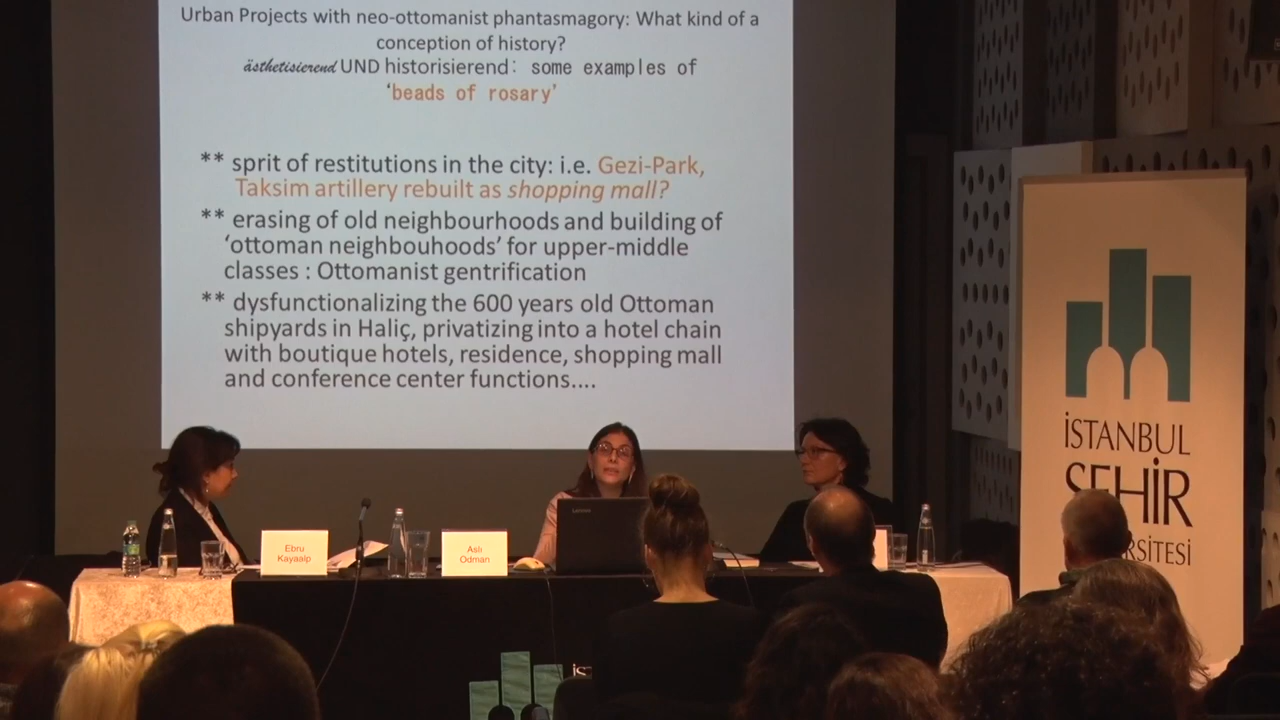 Urban Projects with neo-ottomanist phantasmagory: What kind of a
conception of history?
ästhetisierend UND historisierend: some examples of
‘beads of rosary’
** sprit of restitutions in the city: i.e. Gezi-Park,
Taksim artillery rebuilt as shopping mall?
** erasing of old neighbourhoods and building of
‘ottoman neighbouhoods’ for upper-middle
classes : Ottomanist gentrification
** dysfunctionalizing the 600 years old Ottoman
shipyards in Haliç, privatizing into a hotel chain
with boutique hotels, residence, shopping mall
and conference center functions....
İSTANBUL
ŞEHİR
RSİTESİ
Ebru
Kayaalp
Aslı
Odman
Lenovo